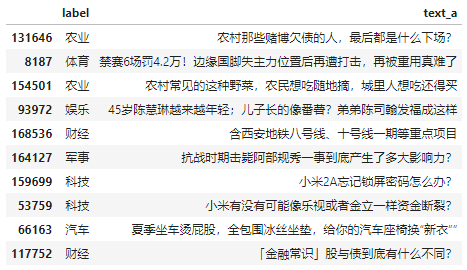 label text_a
131646 农业 农村那些赌博欠债的人，最后都是什么下场？
8187 体育 禁赛6场罚4.2万！边缘国脚失主力位置后再遭打击，再被重用真难了
154501 农业 农村常见的这种野菜，农民想吃随地摘，城里人想吃还得买
93972 娱乐 45岁陈慧琳越来越年轻；儿子长的像番替？弟弟陈司翰发福成这样
168536 财经 含西安地铁八号线、十号线一期等重点项目
164127 军事 抗战时期击毙阿部规秀一事到底产生了多大影响力？
159699 科技 小米2A忘记锁屏密码怎么办？
53759 科技 小米有没有可能像乐视或者金立一样资金断裂？
66163 汽车 夏季坐车烫屁股，全包围冰丝坐垫，给你的汽车座椅换“新衣””
117752 财经 「金融常识」股与债到底有什么不同？